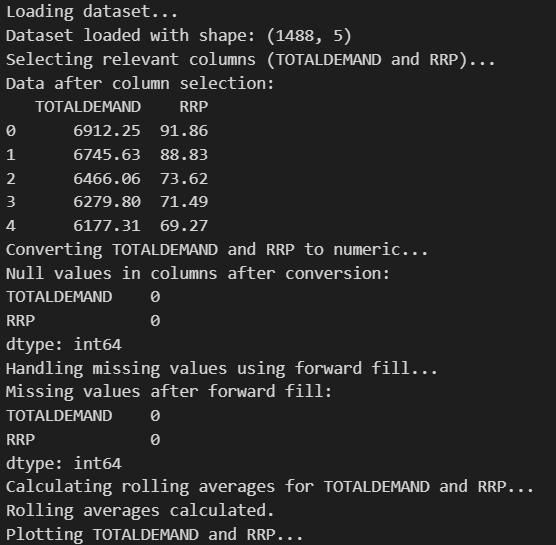 Loading dataset...
Dataset loaded with shape: (1488, 5)
Selecting relevant columns (TOTALDEMAND and RRP)...
Data after column selection:
   TOTALDEMAND    RRP
0      6912.25  91.86
1      6745.63  88.83
2      6466.06  73.62
3      6279.80  71.49
4      6177.31  69.27
Converting TOTALDEMAND and RRP to numeric...
Null values in columns after conversion:
TOTALDEMAND    0
RRP            0
dtype: int64
Handling missing values using forward fill...
Missing values after forward fill:
TOTALDEMAND    0
RRP            0
dtype: int64
Calculating rolling averages for TOTALDEMAND and RRP...
Rolling averages calculated.
Plotting TOTALDEMAND and RRP...